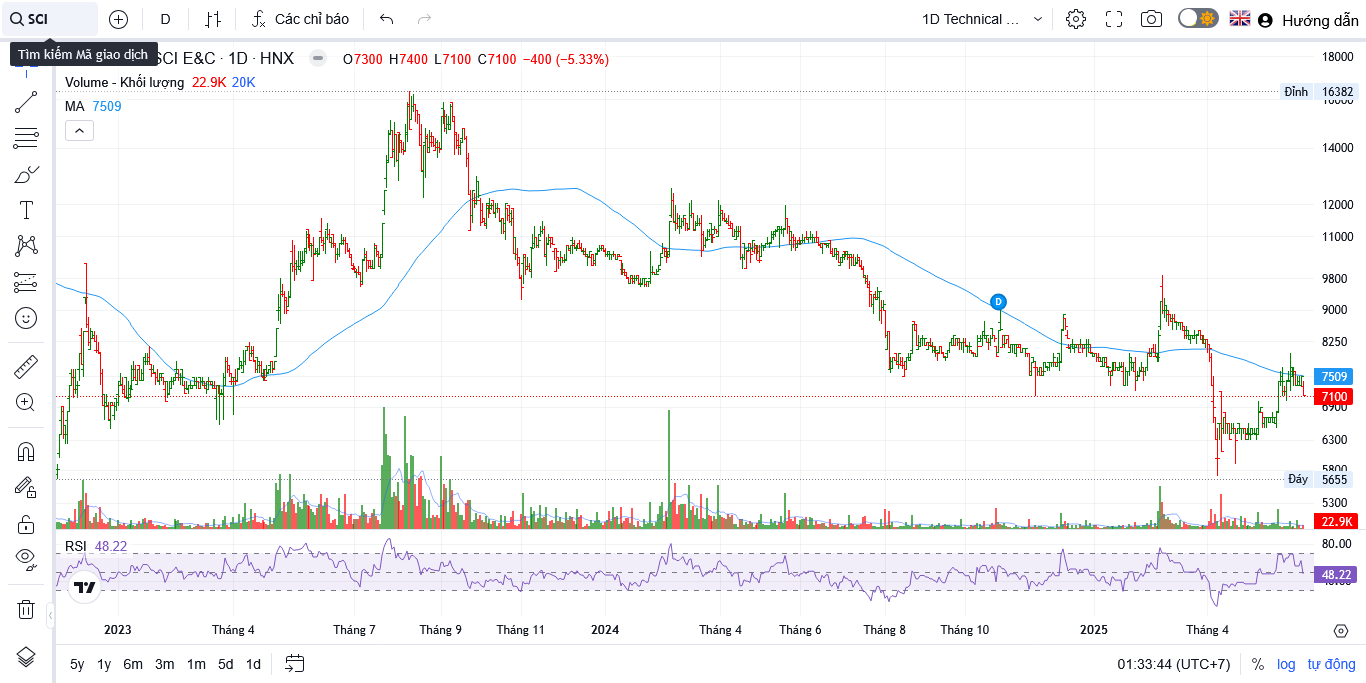 SCI
D
Các chỉ báo
1D Technical ...
Hướng dẫn
Tìm kiếm Mã giao dịch
SCI E&C · 1D · HNX
O7300 H7400 L7100 C7100 −400 (−5.33%)
Volume - Khối lượng 22.9K 20K
MA 7509
18000
Đỉnh 16382
16000
14000
12000
11000
9800
D
9000
8250
7509
7100
6900
6300
5800
Đáy 5655
5300
22.9K
RSI 48.22
80.00
48.22
2023
Tháng 4
Tháng 7
Tháng 9
Tháng 11
2024
Tháng 4
Tháng 6
Tháng 8
Tháng 10
2025
Tháng 4
5y 1y 6m 3m 1m 5d 1d
01:33:44 (UTC+7)
% log tự động